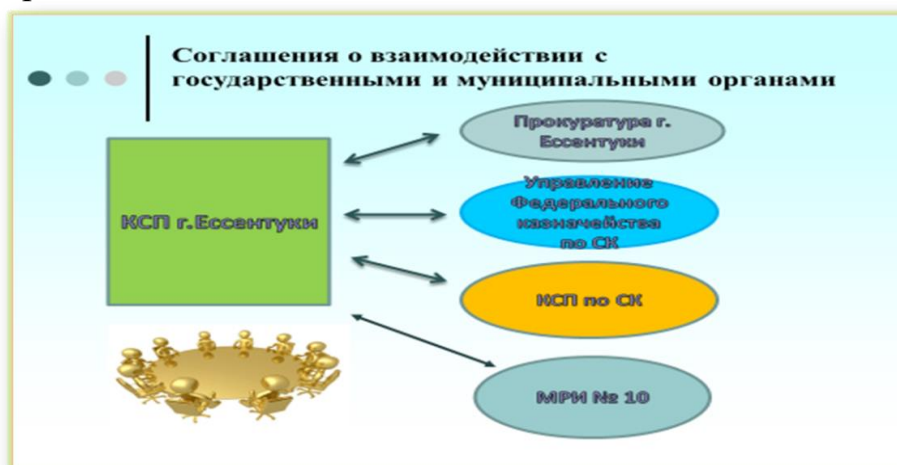 Соглашения о взаимодействии с
государственными и муниципальными органами
КСП г.Ессентуки
Прокуратура г.
Ессентуки
Управление
Федерального
казначейства
по СК
КСП по СК
МРИ № 10